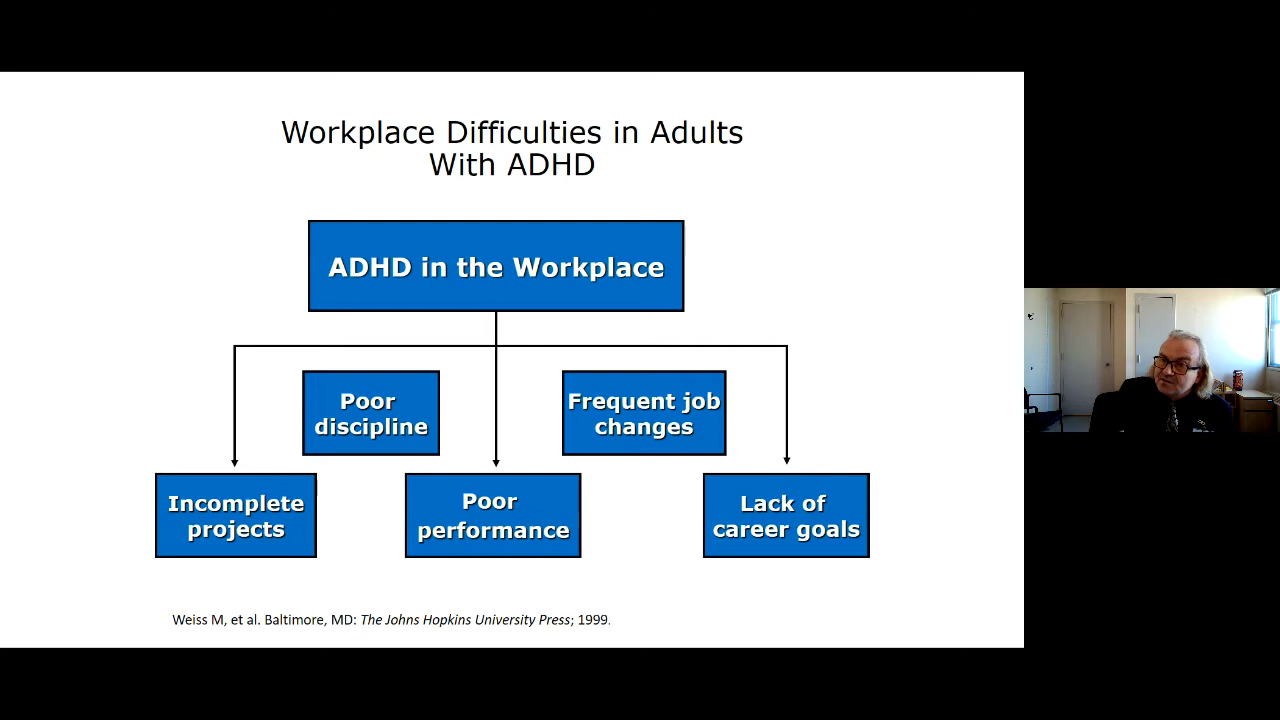 Workplace Difficulties in Adults
With ADHD
ADHD in the Workplace
Poor
discipline
Frequent job
changes
Incomplete
projects
Poor
performance
Lack of
career goals
Weiss M, et al. Baltimore, MD: The Johns Hopkins University Press; 1999.